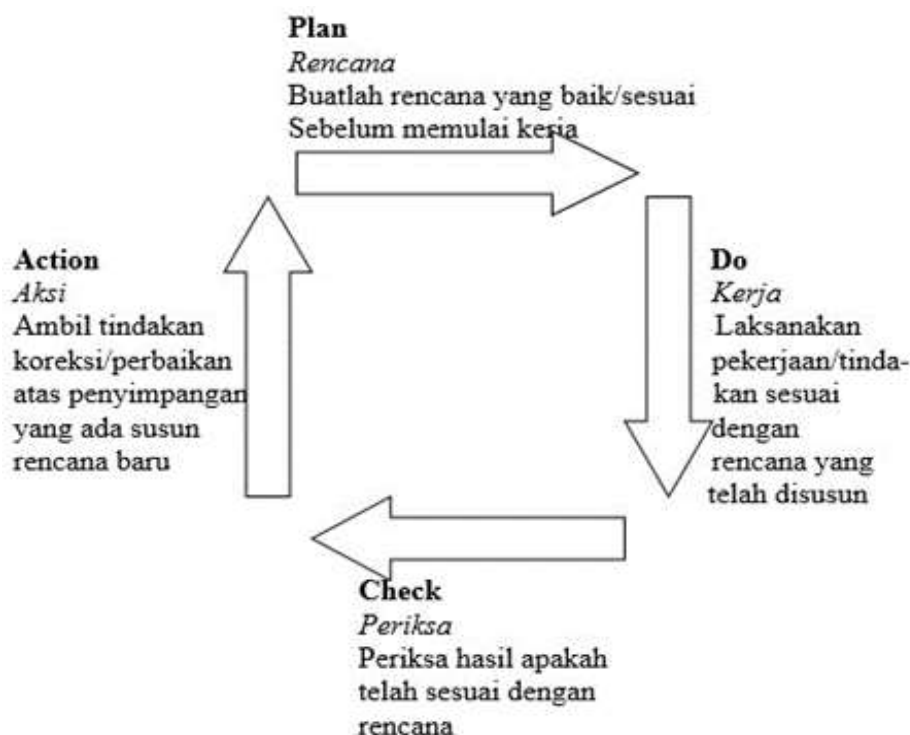 Plan
Rencana
Buatlah rencana yang baik/sesuai
Sebelum memulai kerja
Do
Kerja
Laksanakan
pekerjaan/tinda-
kan sesuai
dengan
rencana yang
telah disusun
Check
Periksa
Periksa hasil apakah
telah sesuai dengan
rencana
Action
Aksi
Ambil tindakan
koreksi/perbaikan
atas penyimpangan
yang ada susun
rencana baru